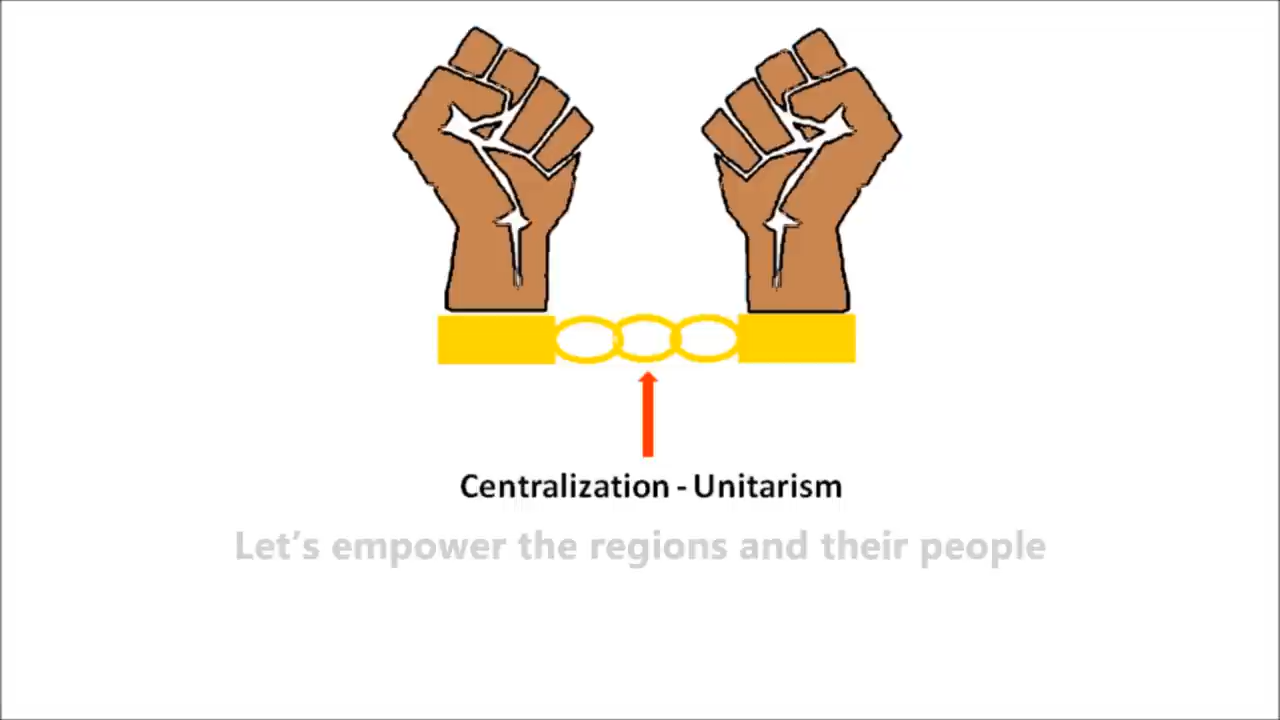 Centralization - Unitarism
Let’s empower the regions and their people